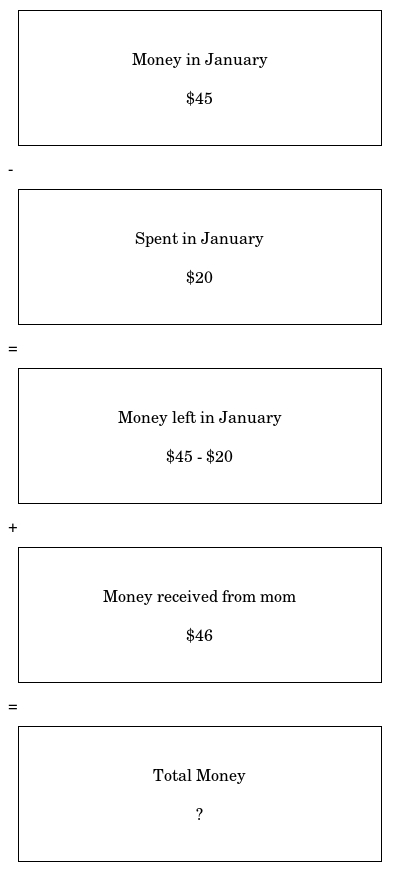 Money in January
$45
-
Spent in January
$20
=
Money left in January
$45 - $20
+
Money received from mom
$46
=
Total Money
?